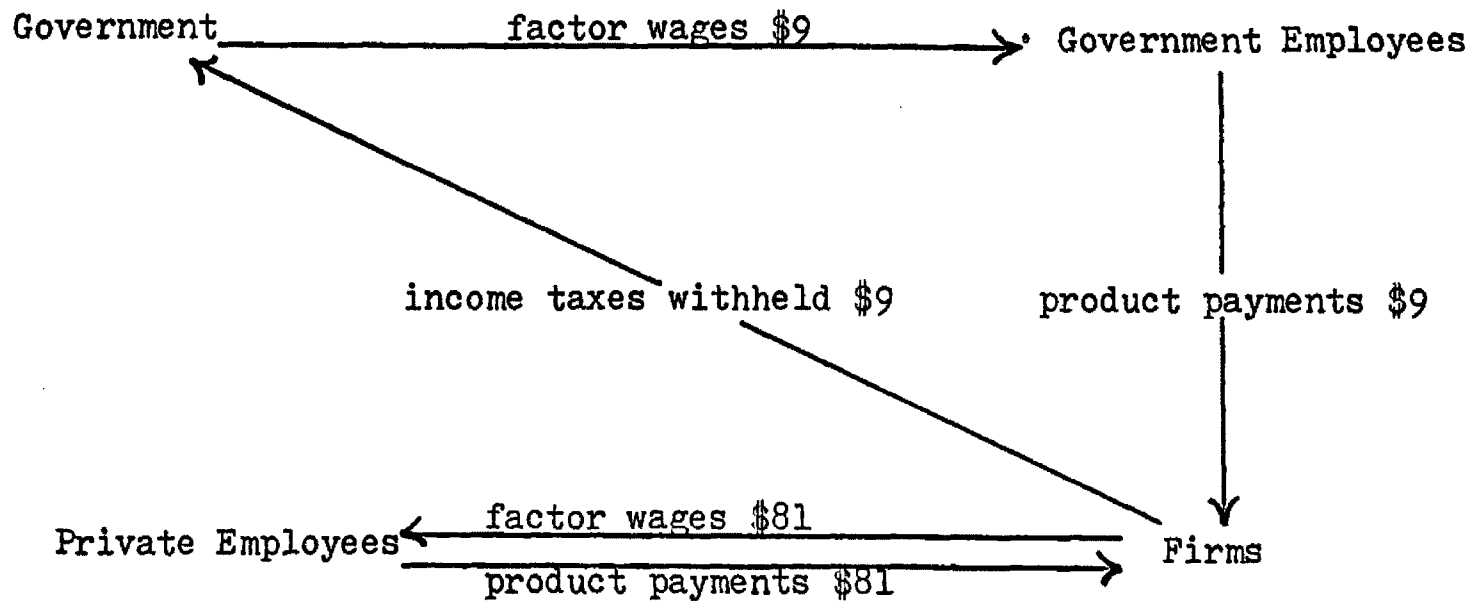 Government
factor wages $9
Government Employees
income taxes withheld $9
product payments $9
factor wages $81
Private Employees
Firms
product payments $81